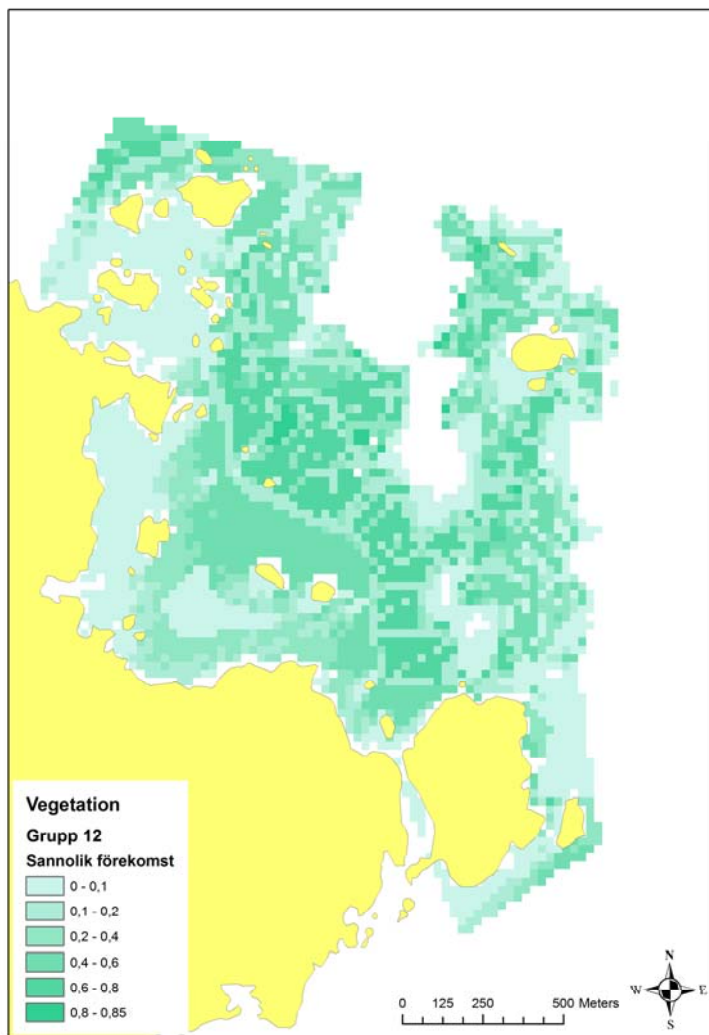 Vegetation
Grupp 12
Sannolik förekomst
0 - 0,1
0,1 - 0,2
0,2 - 0,4
0,4 - 0,6
0,6 - 0,8
0,8 - 0,85
0 125 250 500 Meters
N
W E
S